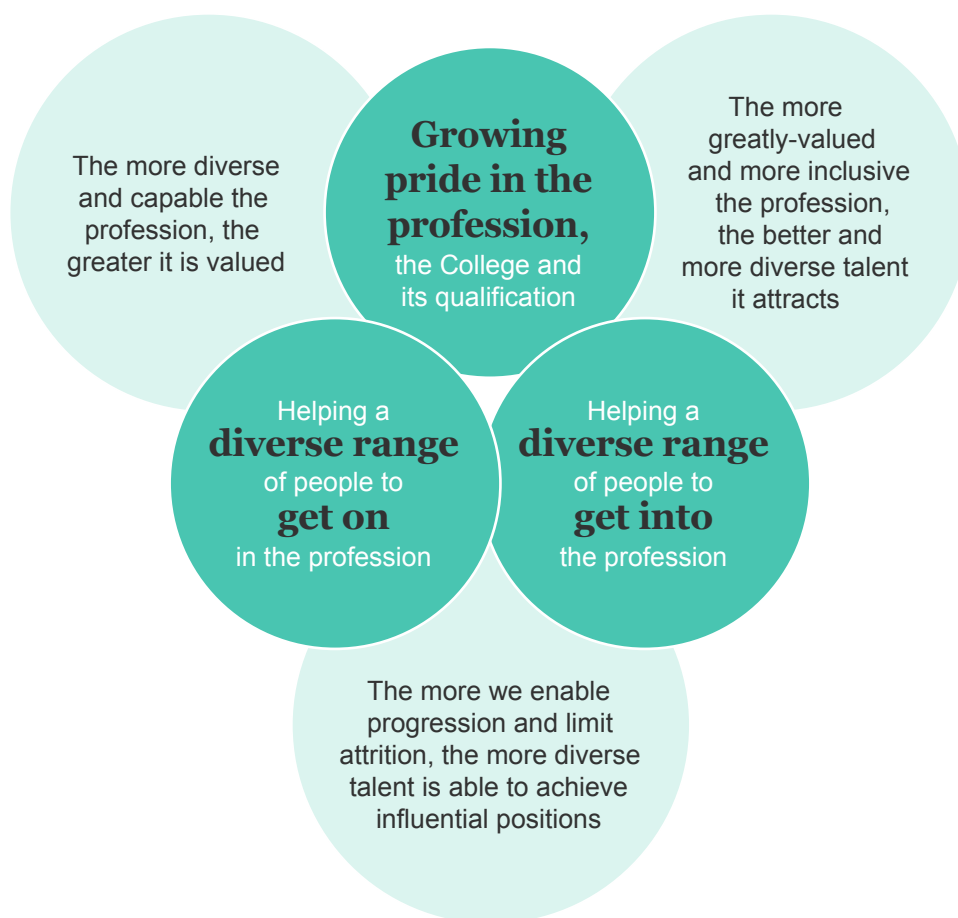 The more diverse
and capable the
profession, the
greater it is valued
Growing
pride in the
profession,
the College and
its qualification
The more
greatly-valued
and more inclusive
the profession,
the better and
more diverse talent
it attracts
Helping a
diverse range
of people to
get on
in the profession
Helping a
diverse range
of people to
get into
the profession
The more we enable
progression and limit
attrition, the more diverse
talent is able to achieve
influential positions